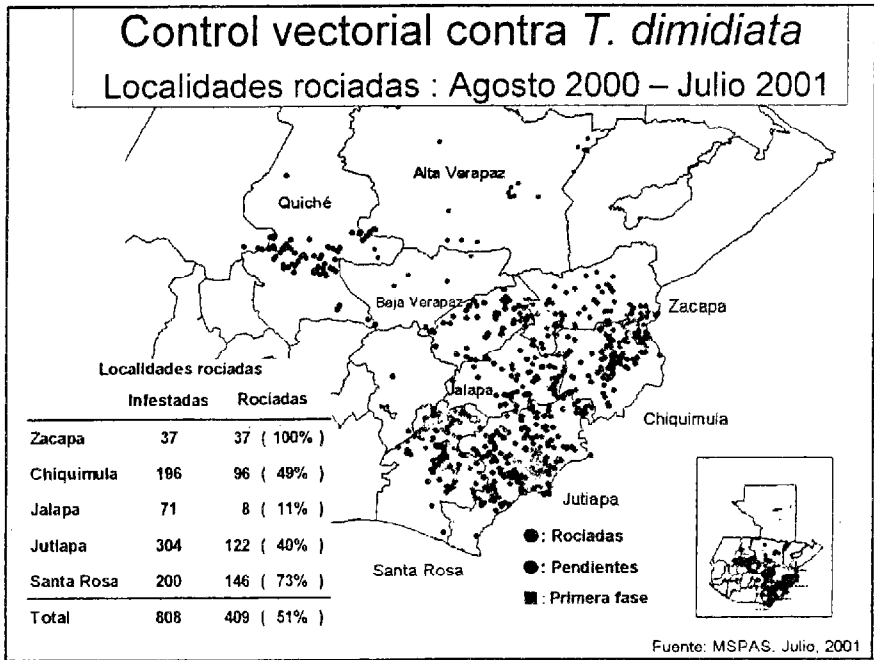 Control vectorial contra T. dimidiata
Localidades rociadas : Agosto 2000 – Julio 2001
Alta Verapaz
Quiché
Baja Verapaz
Zacapa
Jalapa
Chiquimula
Jutiapa
Santa Rosa
Localidades rociadas
Infestadas Rociadas
Zacapa 37 37 ( 100% )
Chiquimula 196 96 ( 49% )
Jalapa 71 8 ( 11% )
Jutiapa 304 122 ( 40% )
Santa Rosa 200 146 ( 73% )
Total 808 409 ( 51% )
● : Rociadas
● : Pendientes
■ : Primera fase
Fuente: MSPAS. Julio, 2001